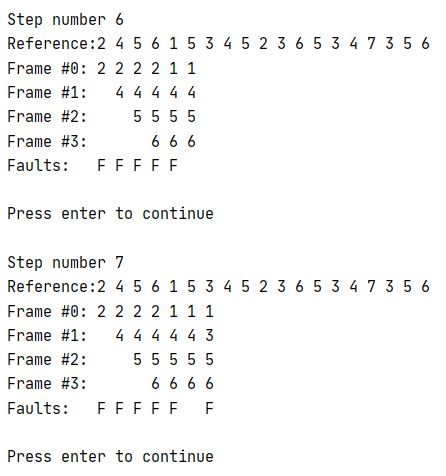 Step number 6
Reference:2 4 5 6 1 5 3 4 5 2 3 6 5 3 4 7 3 5 6
Frame #0: 2 2 2 2 1 1
Frame #1:   4 4 4 4 4
Frame #2:     5 5 5 5
Frame #3:       6 6 6
Faults:   F F F F F

Press enter to continue

Step number 7
Reference:2 4 5 6 1 5 3 4 5 2 3 6 5 3 4 7 3 5 6
Frame #0: 2 2 2 2 1 1 1
Frame #1:   4 4 4 4 4 3
Frame #2:     5 5 5 5 5
Frame #3:       6 6 6 6
Faults:   F F F F F   F

Press enter to continue